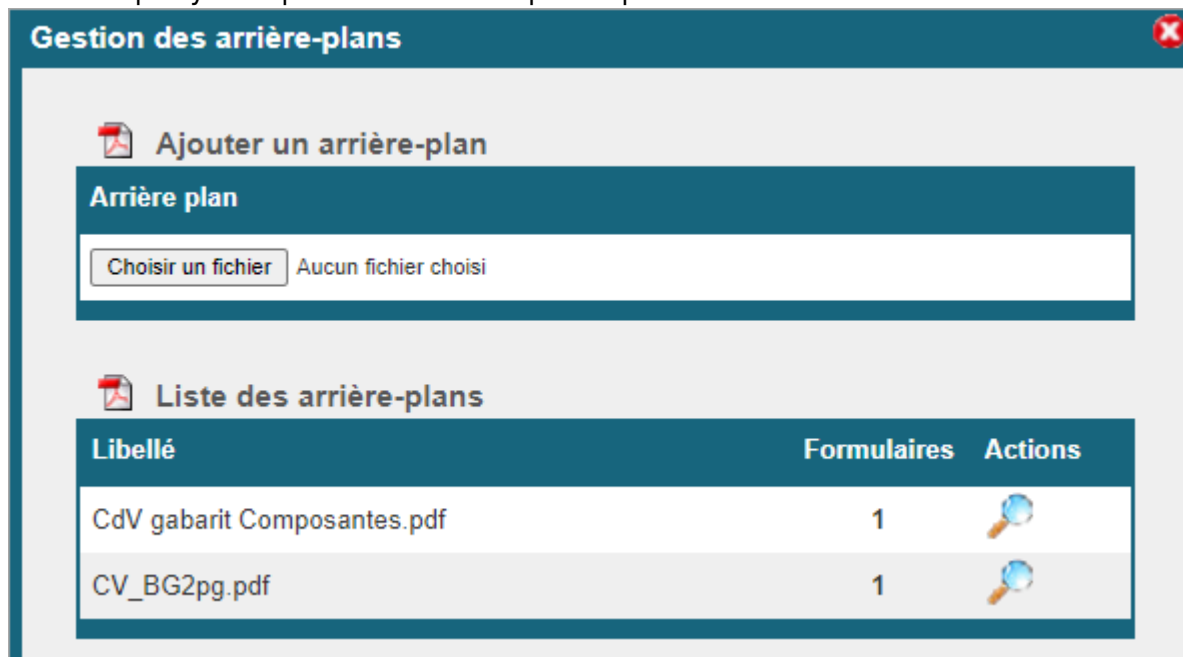 Gestion des arrière-plans
Ajouter un arrière-plan
Arrière plan
Choisir un fichier Aucun fichier choisi
Liste des arrière-plans
Libellé Formulaires Actions
CdV gabarit Composantes.pdf 1
CV_BG2pg.pdf 1